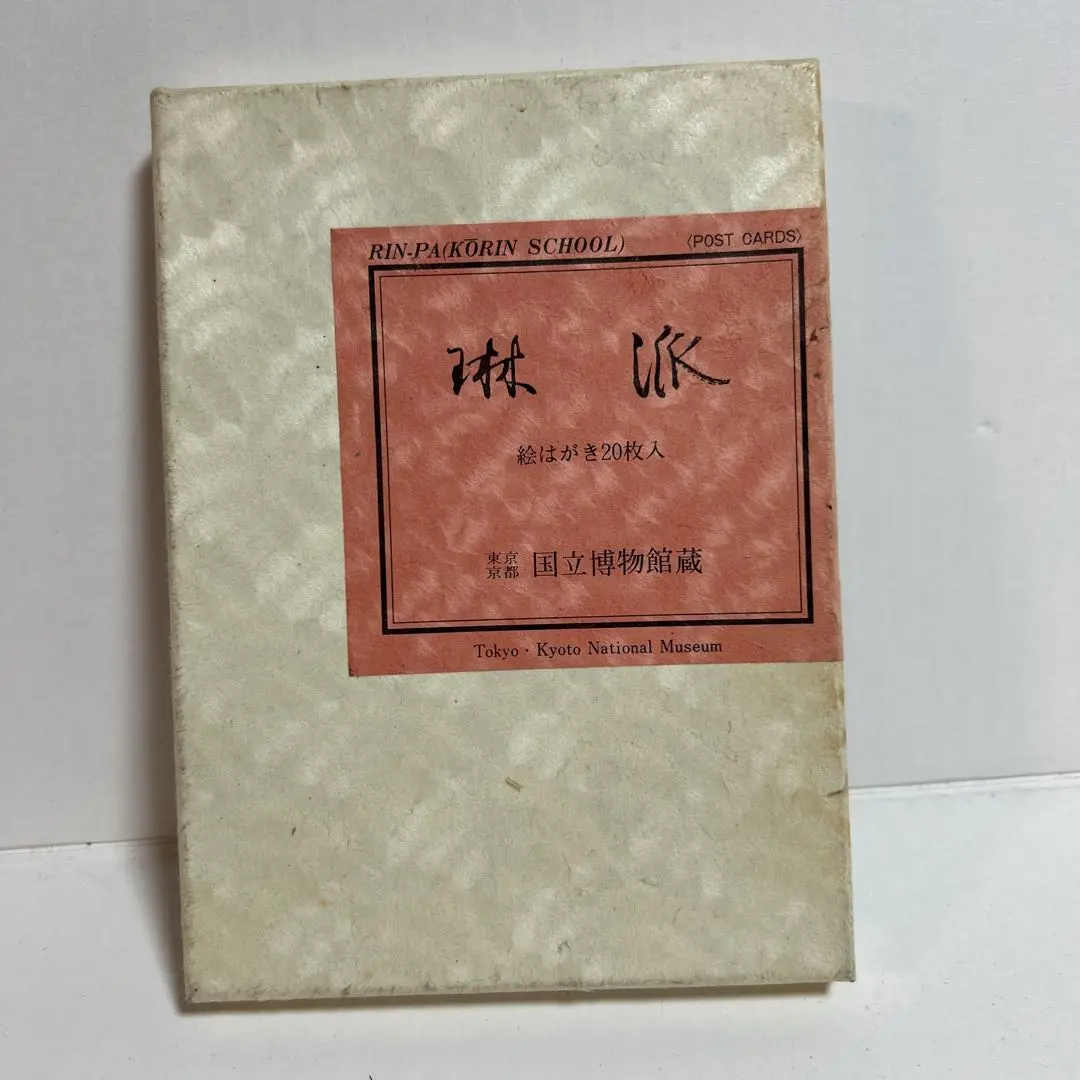 RIN-PA(KŌRIN SCHOOL) 〈POST CARDS〉
琳 派
絵はがき20枚入
東京
京都 国立博物館蔵
Tokyo・Kyoto National Museum